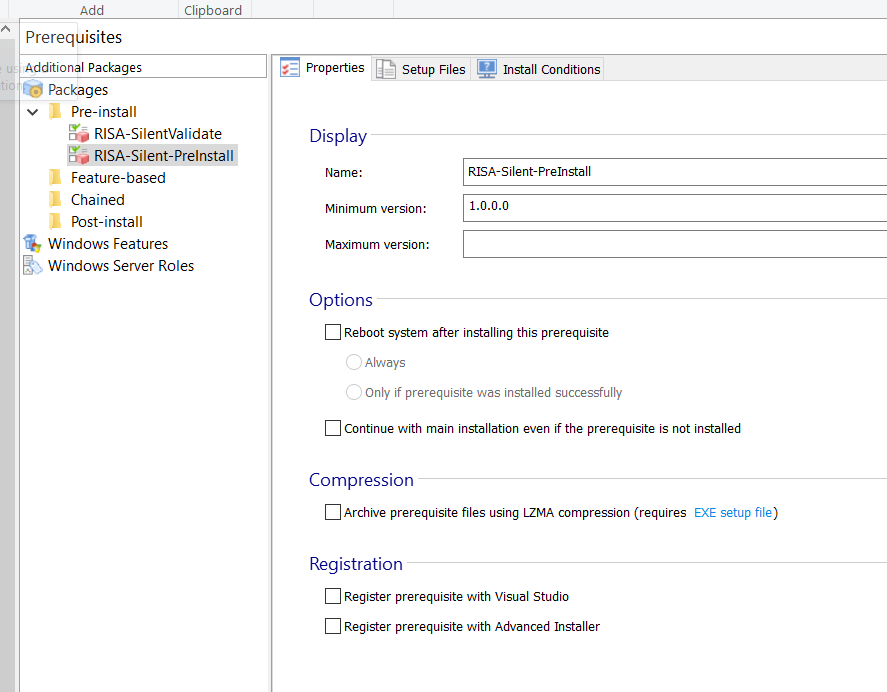 Add
Clipboard
Prerequisites
Additional Packages
Packages
Pre-install
RISA-SilentValidate
RISA-Silent-PreInstall
Feature-based
Chained
Post-install
Windows Features
Windows Server Roles
Properties
Setup Files
Install Conditions
Display
Name:
RISA-Silent-PreInstall
Minimum version:
1.0.0.0
Maximum version:
Options
Reboot system after installing this prerequisite
Always
Only if prerequisite was installed successfully
Continue with main installation even if the prerequisite is not installed
Compression
Archive prerequisite files using LZMA compression (requires EXE setup file)
Registration
Register prerequisite with Visual Studio
Register prerequisite with Advanced Installer